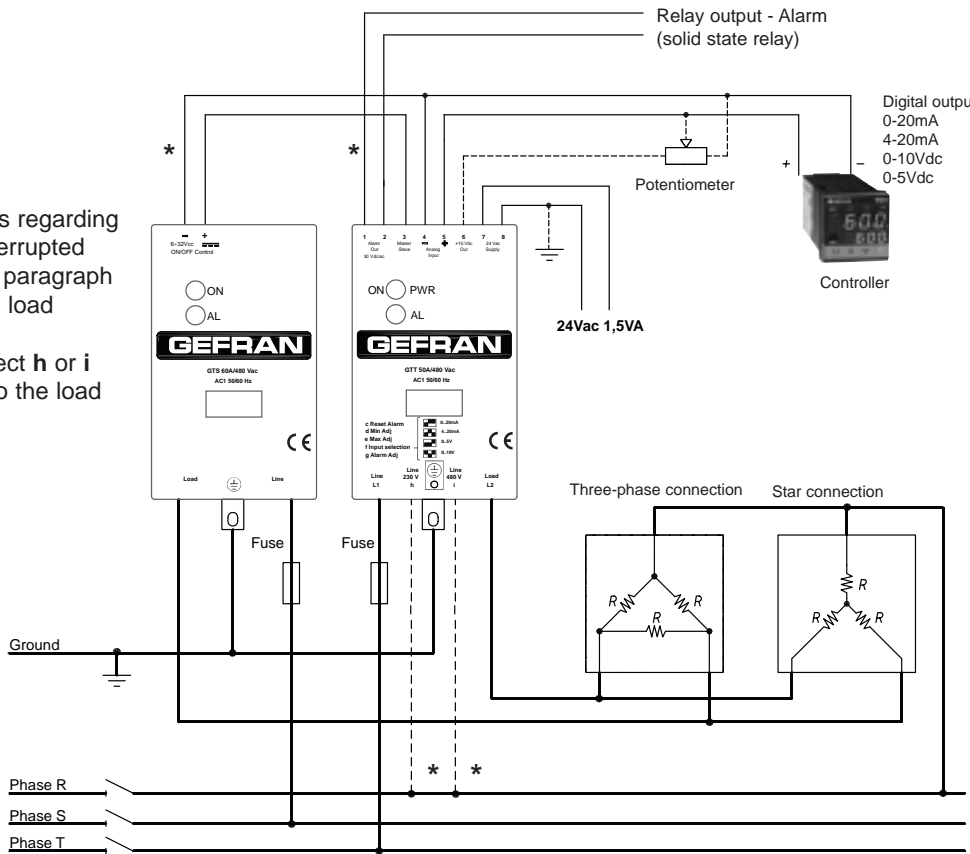 Relay output - Alarm
(solid state relay)
Digital outpu
0-20mA
4-20mA
0-10Vdc
0-5Vdc
*
*
+
−
Potentiometer
Controller
600
600
s regarding
errupted
paragraph
load
ect h or i
o the load
− +
6÷32Vcc
ON/OFF Control
ON
AL
GEFRAN
GTS 60A/480 Vac
AC1 50/60 Hz
CE
Load
Line
1 2 3 4 5 6 7 8
− +
Alarm Out 30 Vdc/ac
Master Slave
Analog Input
+10 Vdc Out
24 Vac Supply
ON PWR
AL
GEFRAN
GTT 50A/480 Vac
AC1 50/60 Hz
c Reset Alarm
d Min Adj
e Max Adj
f Input selection
g Alarm Adj
0..20mA
4..20mA
0..5V
0..10V
CE
Line L1
Line 230 V h
Line 480 V i
Load L2
24Vac 1,5VA
Three-phase connection
Star connection
Fuse
Fuse
R
R
R
R
R
R
Ground
* *
Phase R
Phase S
Phase T